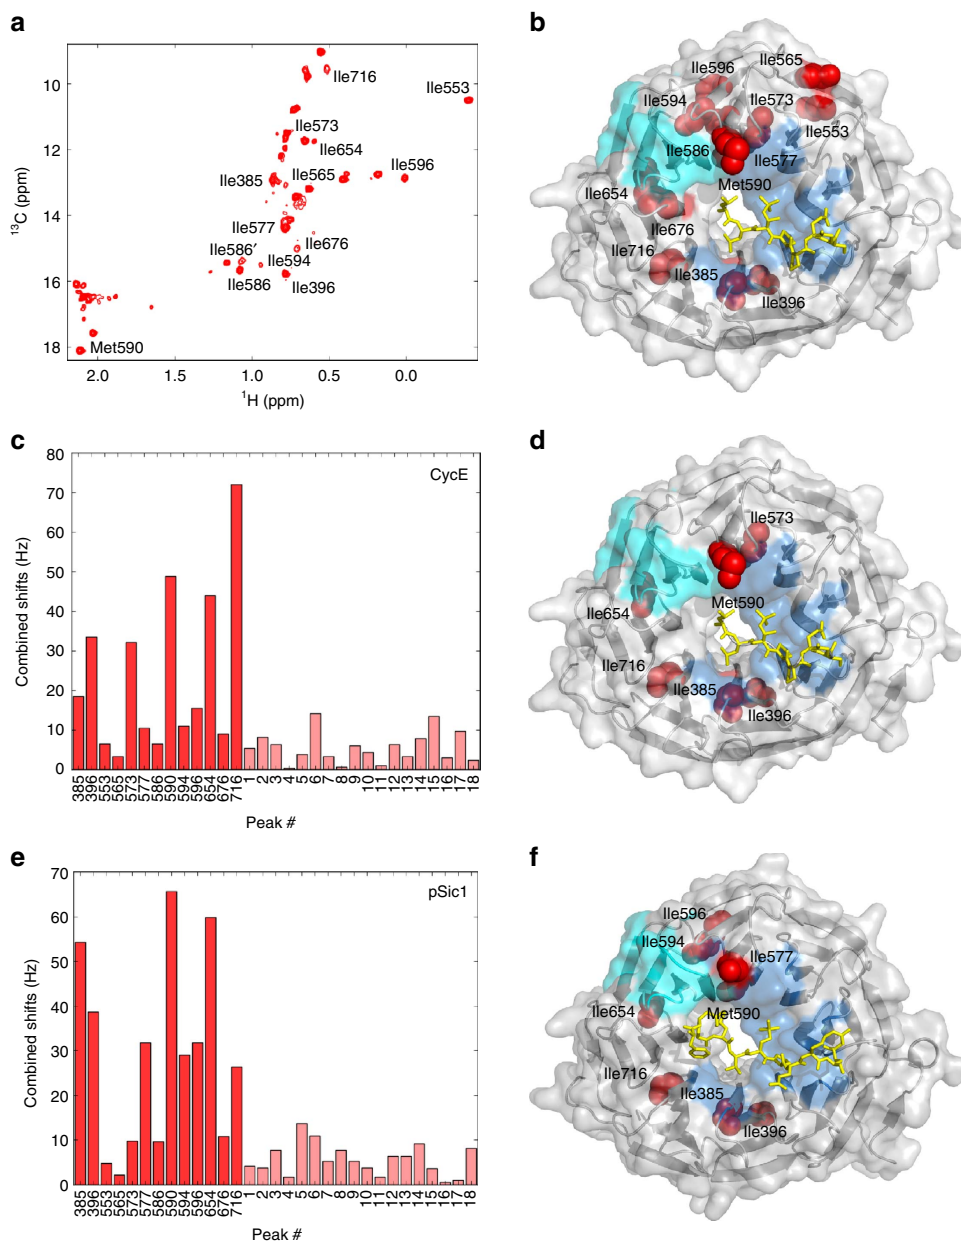 a
Ile716
Ile553
Ile573
Ile654
Ile565
Ile596
Ile385
Ile577
Ile676
Ile586′
Ile594
Ile586
Ile396
Met590
10
12
14
16
18
13C (ppm)
2.0 1.5 1.0 0.5 0.0
1H (ppm)
b
Ile565
Ile596
Ile594
Ile573
Ile586
Ile553
Ile577
Met590
Ile654
Ile676
Ile716
Ile385
Ile396
c
CycE
80
70
60
50
40
30
20
10
0
Combined shifts (Hz)
385 396 553 565 573 577 586 590 594 596 654 676 716 1 2 3 4 5 6 7 8 9 10 11 12 13 14 15 16 17 18
Peak #
d
Ile573
Met590
Ile654
Ile716
Ile385
Ile396
e
pSic1
70
60
50
40
30
20
10
0
Combined shifts (Hz)
385 396 553 565 573 577 586 590 594 596 654 676 716 1 2 3 4 5 6 7 8 9 10 11 12 13 14 15 16 17 18
Peak #
f
Ile596
Ile594
Ile577
Met590
Ile654
Ile716
Ile385
Ile396